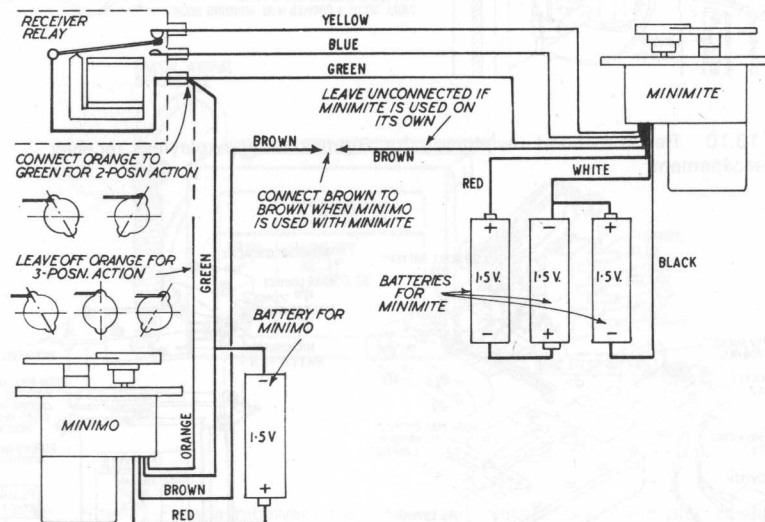 RECEIVER
RELAY
YELLOW
BLUE
GREEN
MINIMITE
LEAVE UNCONNECTED IF
MINIMITE IS USED ON
ITS OWN
BROWN
BROWN
CONNECT ORANGE TO
GREEN FOR 2-POSN ACTION
CONNECT BROWN TO
BROWN WHEN MINIMO
IS USED WITH MINIMITE
RED
WHITE
BLACK
LEAVE OFF ORANGE FOR
3-POSN. ACTION
GREEN
+
-
+
1·5 V.
1·5 V.
1·5 V.
BATTERIES
FOR
MINIMITE
-
+
-
BATTERY FOR
MINIMO
-
1·5 V
+
MINIMO
ORANGE
BROWN
RED